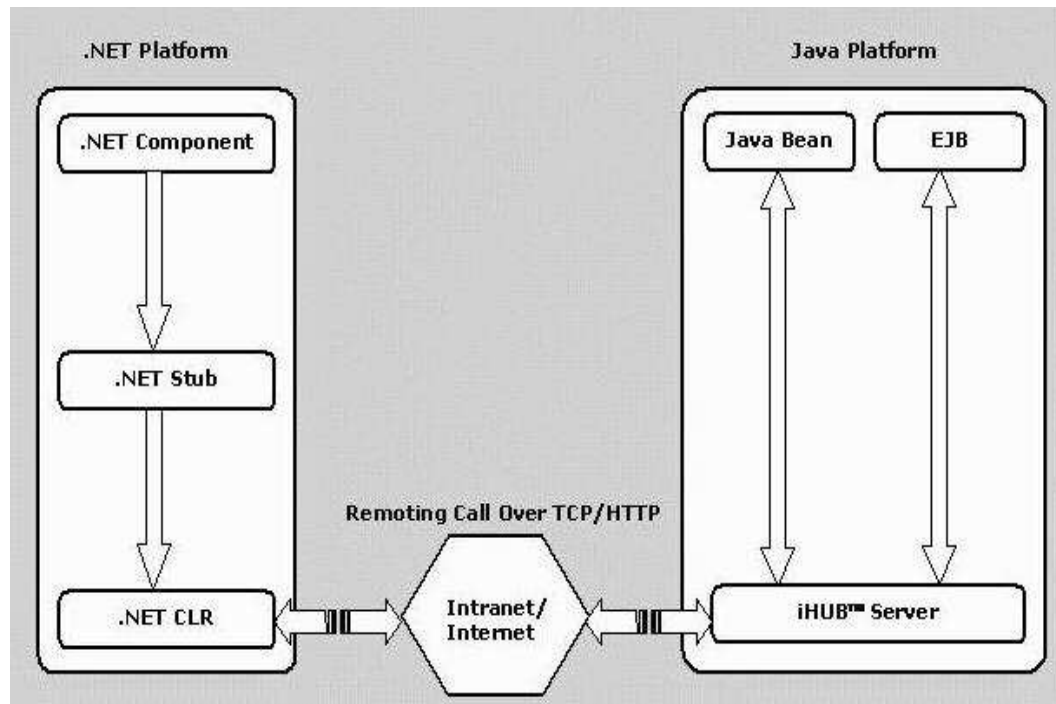 .NET Platform
Java Platform
.NET Component
Java Bean
EJB
.NET Stub
Remoting Call Over TCP/HTTP
.NET CLR
Intranet/
Internet
iHUB™ Server